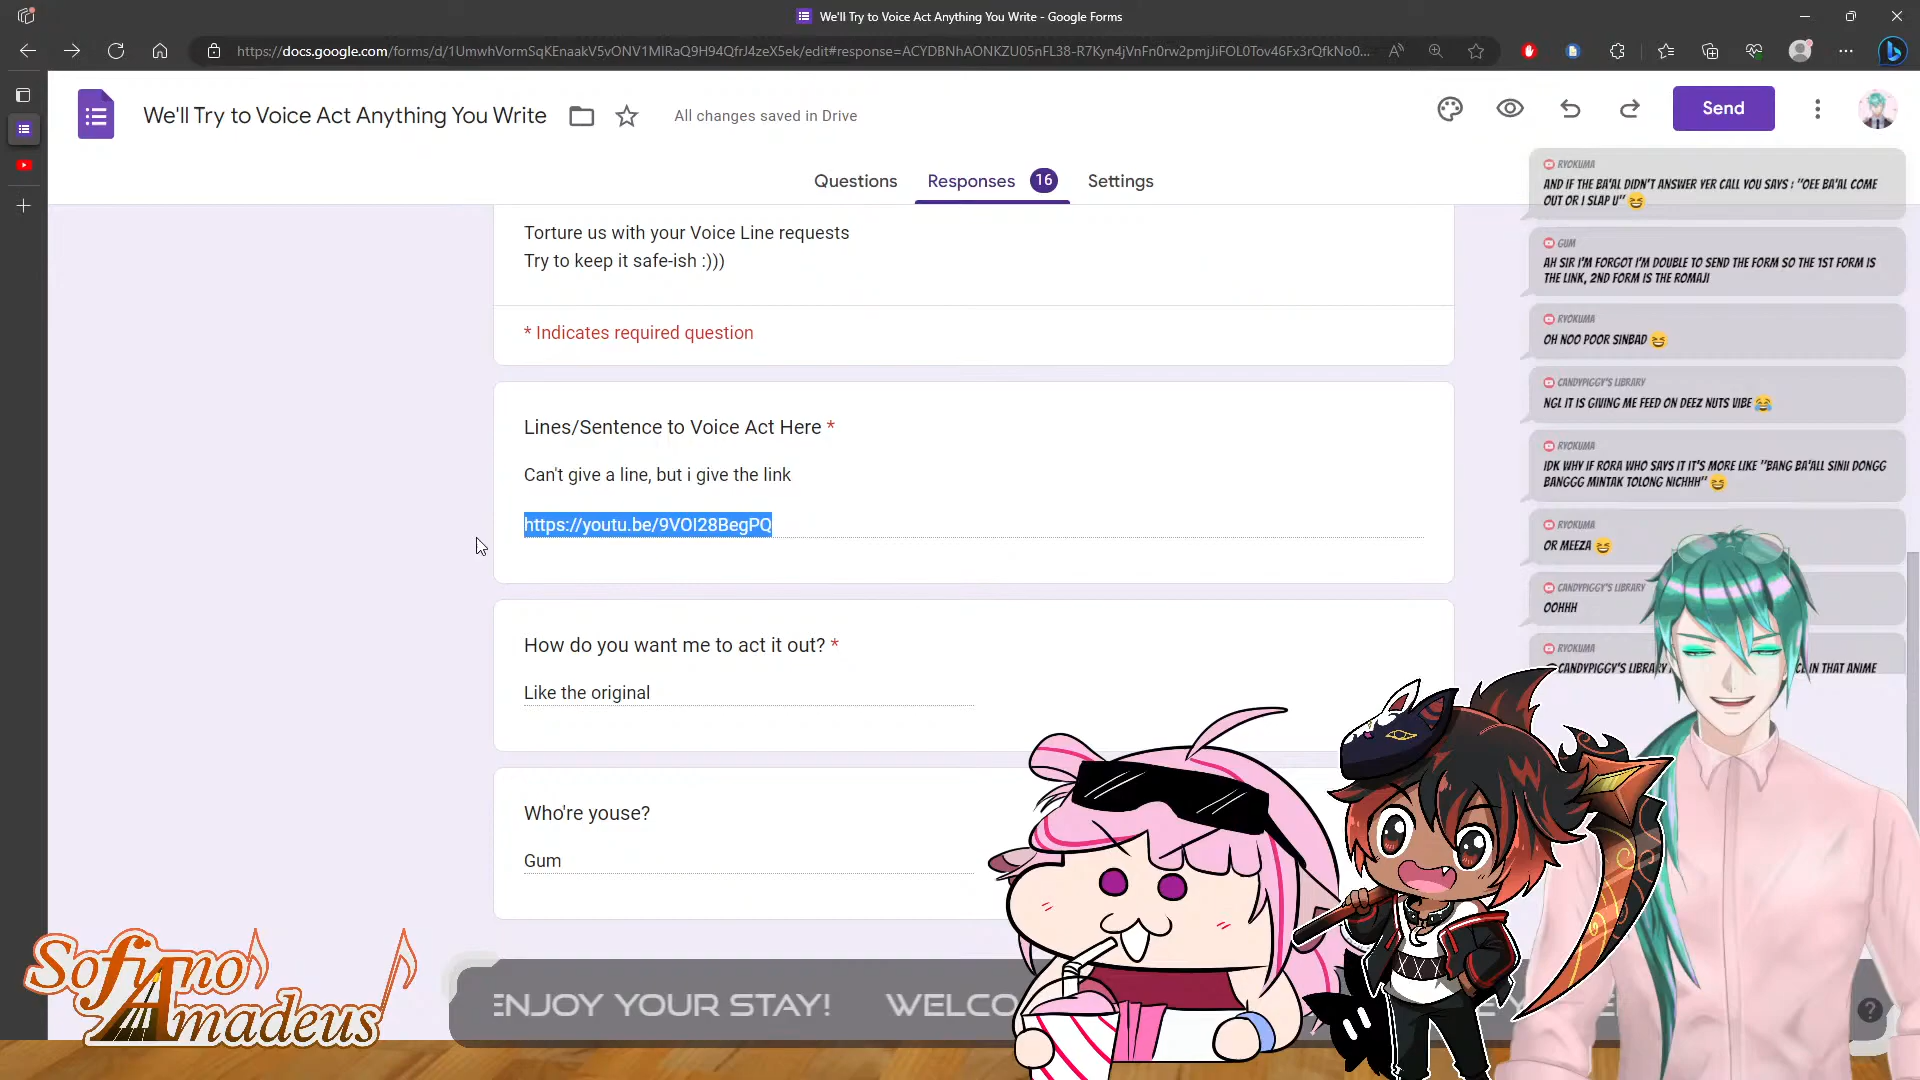 We'll Try to Voice Act Anything You Write - Google Forms
https://docs.google.com/forms/d/1UmwhVormSqKEnaakV5vONV1MIRaQ9H94QfrJ4zeX5ek/edit#response=ACYDBNhAONKZU05nFL38-R7Kyn4jVnFn0rw2pmjJiFOL0Tov46Fx3rQfkNo0...
We'll Try to Voice Act Anything You Write
All changes saved in Drive
Send
Questions
Responses 16
Settings
Torture us with your Voice Line requests
Try to keep it safe-ish :)))
* Indicates required question
Lines/Sentence to Voice Act Here *
Can't give a line, but i give the link
https://youtu.be/9VOI28BegPQ
How do you want me to act it out? *
Like the original
Who're youse?
Gum
RYOKUMA
AND IF THE BA'AL DIDN'T ANSWER YER CALL YOU SAYS : "OEE BA'AL COME
OUT OR I SLAP U" 😆
GUM
AH SIR I'M FORGOT I'M DOUBLE TO SEND THE FORM SO THE 1ST FORM IS
THE LINK, 2ND FORM IS THE ROMAJI
RYOKUMA
OH NOO POOR SINBAD 😆
CANDYPIGGY'S LIBRARY
NGL IT IS GIVING ME FEED ON DEEZ NUTS VIBE 😂
RYOKUMA
IDK WHY IF RORA WHO SAYS IT IT'S MORE LIKE "BANG BA'ALL SINII DONGG
BANGGG MINTAK TOLONG NICHHH" 😆
RYOKUMA
OR MEEZA 😆
CANDYPIGGY'S LIBRARY
OOHHH
RYOKUMA
CANDYPIGGY'S LIBRARY
IN THAT ANIME
Sofiano
Amadeus
ENJOY YOUR STAY! WELCO